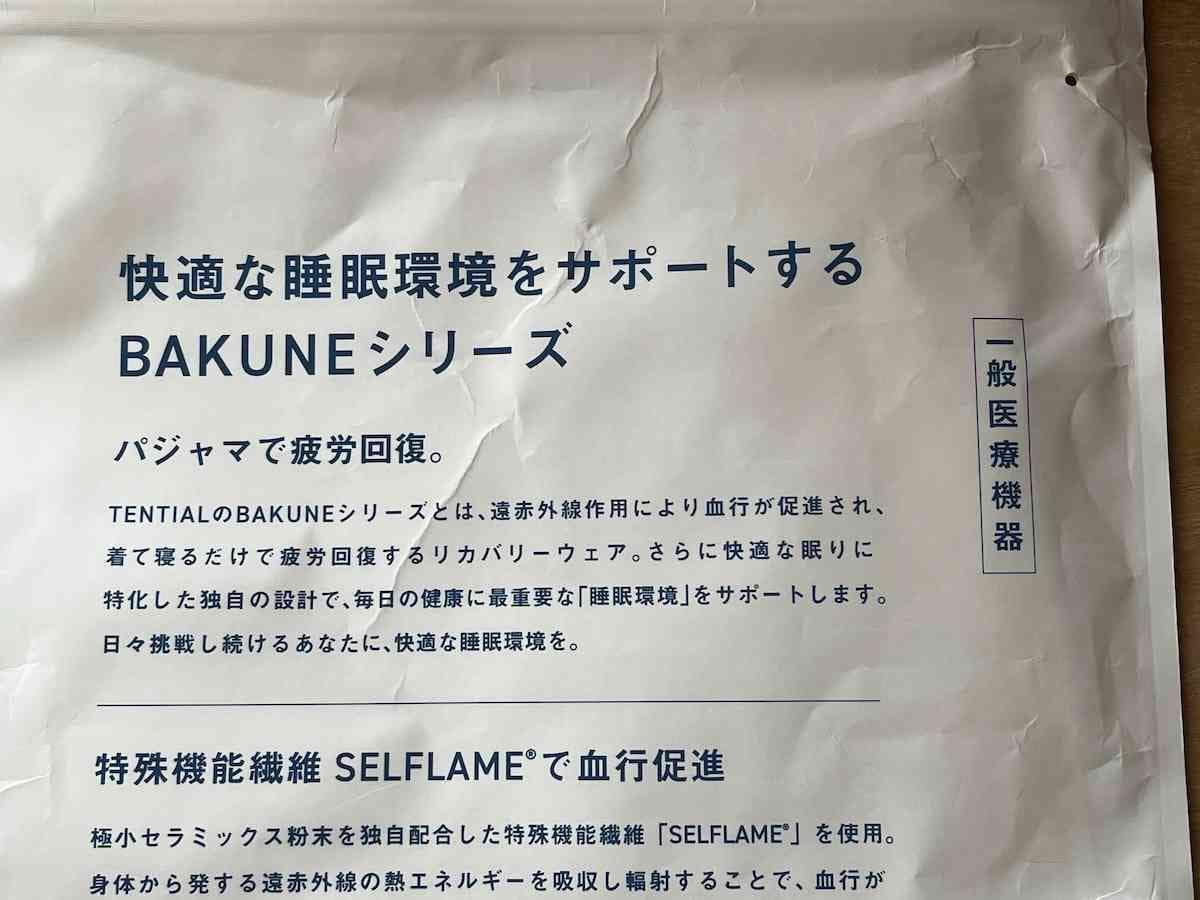 快適な睡眠環境をサポートする
BAKUNEシリーズ
パジャマで疲労回復。
TENTIALのBAKUNEシリーズとは、遠赤外線作用により血行が促進され、
着て寝るだけで疲労回復するリカバリーウェア。さらに快適な眠りに
特化した独自の設計で、毎日の健康に最重要な「睡眠環境」をサポートします。
日々挑戦し続けるあなたに、快適な睡眠環境を。
一般医療機器
特殊機能繊維 SELFLAME®で血行促進
極小セラミックス粉末を独自配合した特殊機能繊維「SELFLAME®」を使用。
身体から発する遠赤外線の熱エネルギーを吸収し輻射することで、血行が